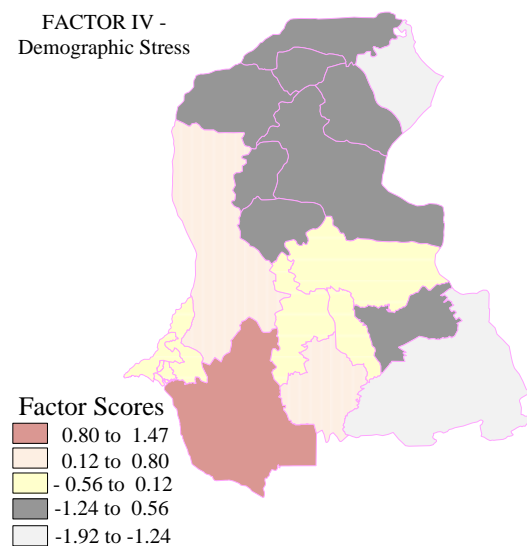 FACTOR IV -
Demographic Stress
Factor Scores
0.80 to 1.47
0.12 to 0.80
- 0.56 to 0.12
-1.24 to 0.56
-1.92 to -1.24